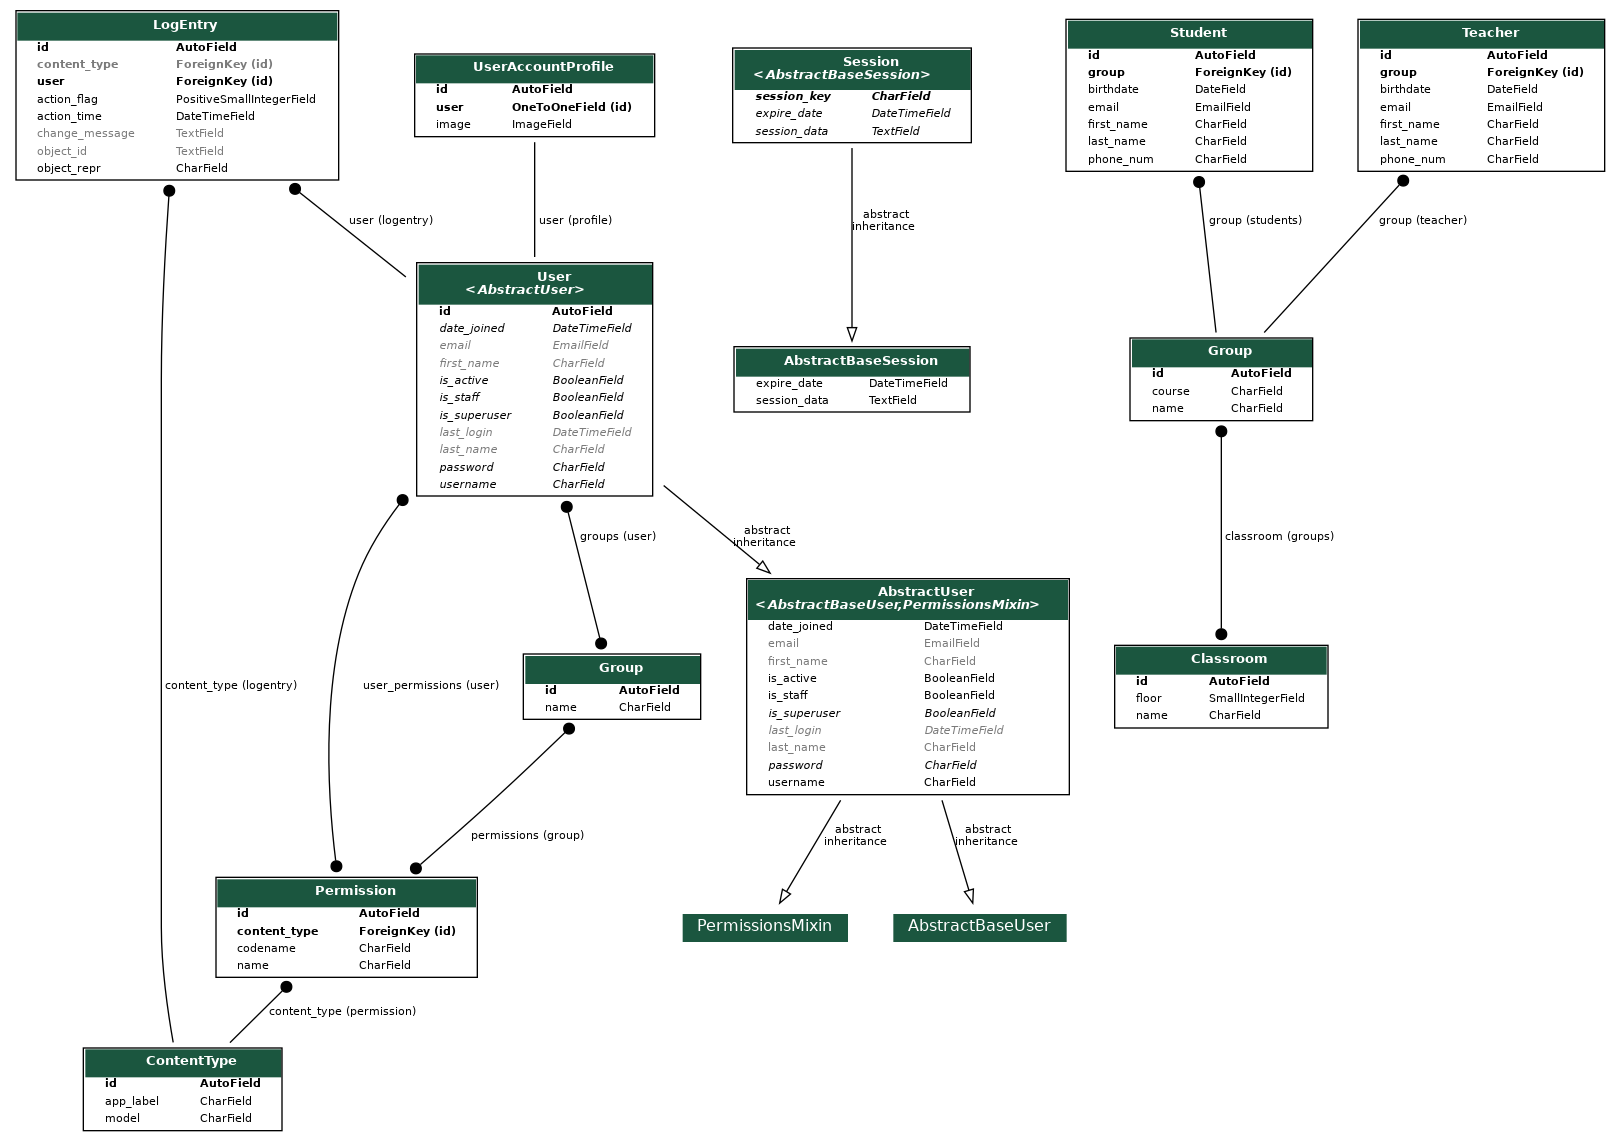 LogEntry
id AutoField
content_type ForeignKey (id)
user ForeignKey (id)
action_flag PositiveSmallIntegerField
action_time DateTimeField
change_message TextField
object_id TextField
object_repr CharField
UserAccountProfile
id AutoField
user OneToOneField (id)
image ImageField
Session
<AbstractBaseSession>
session_key CharField
expire_date DateTimeField
session_data TextField
Student
id AutoField
group ForeignKey (id)
birthdate DateField
email EmailField
first_name CharField
last_name CharField
phone_num CharField
Teacher
id AutoField
group ForeignKey (id)
birthdate DateField
email EmailField
first_name CharField
last_name CharField
phone_num CharField
user (logentry)
user (profile)
abstract
inheritance
group (students)
group (teacher)
User
<AbstractUser>
id AutoField
date_joined DateTimeField
email EmailField
first_name CharField
is_active BooleanField
is_staff BooleanField
is_superuser BooleanField
last_login DateTimeField
last_name CharField
password CharField
username CharField
AbstractBaseSession
expire_date DateTimeField
session_data TextField
Group
id AutoField
course CharField
name CharField
groups (user)
abstract
inheritance
classroom (groups)
content_type (logentry)
user_permissions (user)
Group
id AutoField
name CharField
AbstractUser
<AbstractBaseUser,PermissionsMixin>
date_joined DateTimeField
email EmailField
first_name CharField
is_active BooleanField
is_staff BooleanField
is_superuser BooleanField
last_login DateTimeField
last_name CharField
password CharField
username CharField
Classroom
id AutoField
floor SmallIntegerField
name CharField
permissions (group)
abstract
inheritance
abstract
inheritance
Permission
id AutoField
content_type ForeignKey (id)
codename CharField
name CharField
PermissionsMixin
AbstractBaseUser
content_type (permission)
ContentType
id AutoField
app_label CharField
model CharField